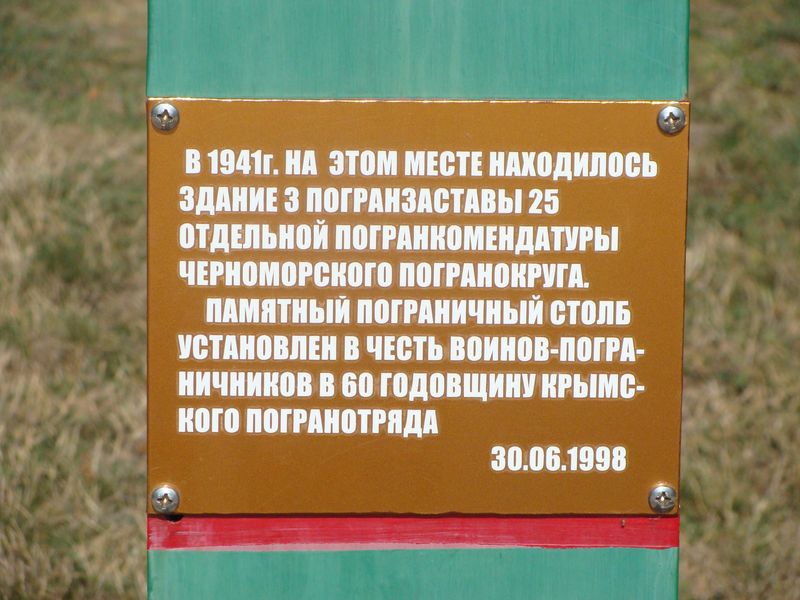 В 1941г. НА ЭТОМ МЕСТЕ НАХОДИЛОСЬ
ЗДАНИЕ 3 ПОГРАНЗАСТАВЫ 25
ОТДЕЛЬНОЙ ПОГРАНКОМЕНДАТУРЫ
ЧЕРНОМОРСКОГО ПОГРАНОКРУГА.
ПАМЯТНЫЙ ПОГРАНИЧНЫЙ СТОЛБ
УСТАНОВЛЕН В ЧЕСТЬ ВОИНОВ-ПОГРА-
НИЧНИКОВ В 60 ГОДОВЩИНУ КРЫМС-
КОГО ПОГРАНОТРЯДА
30.06.1998